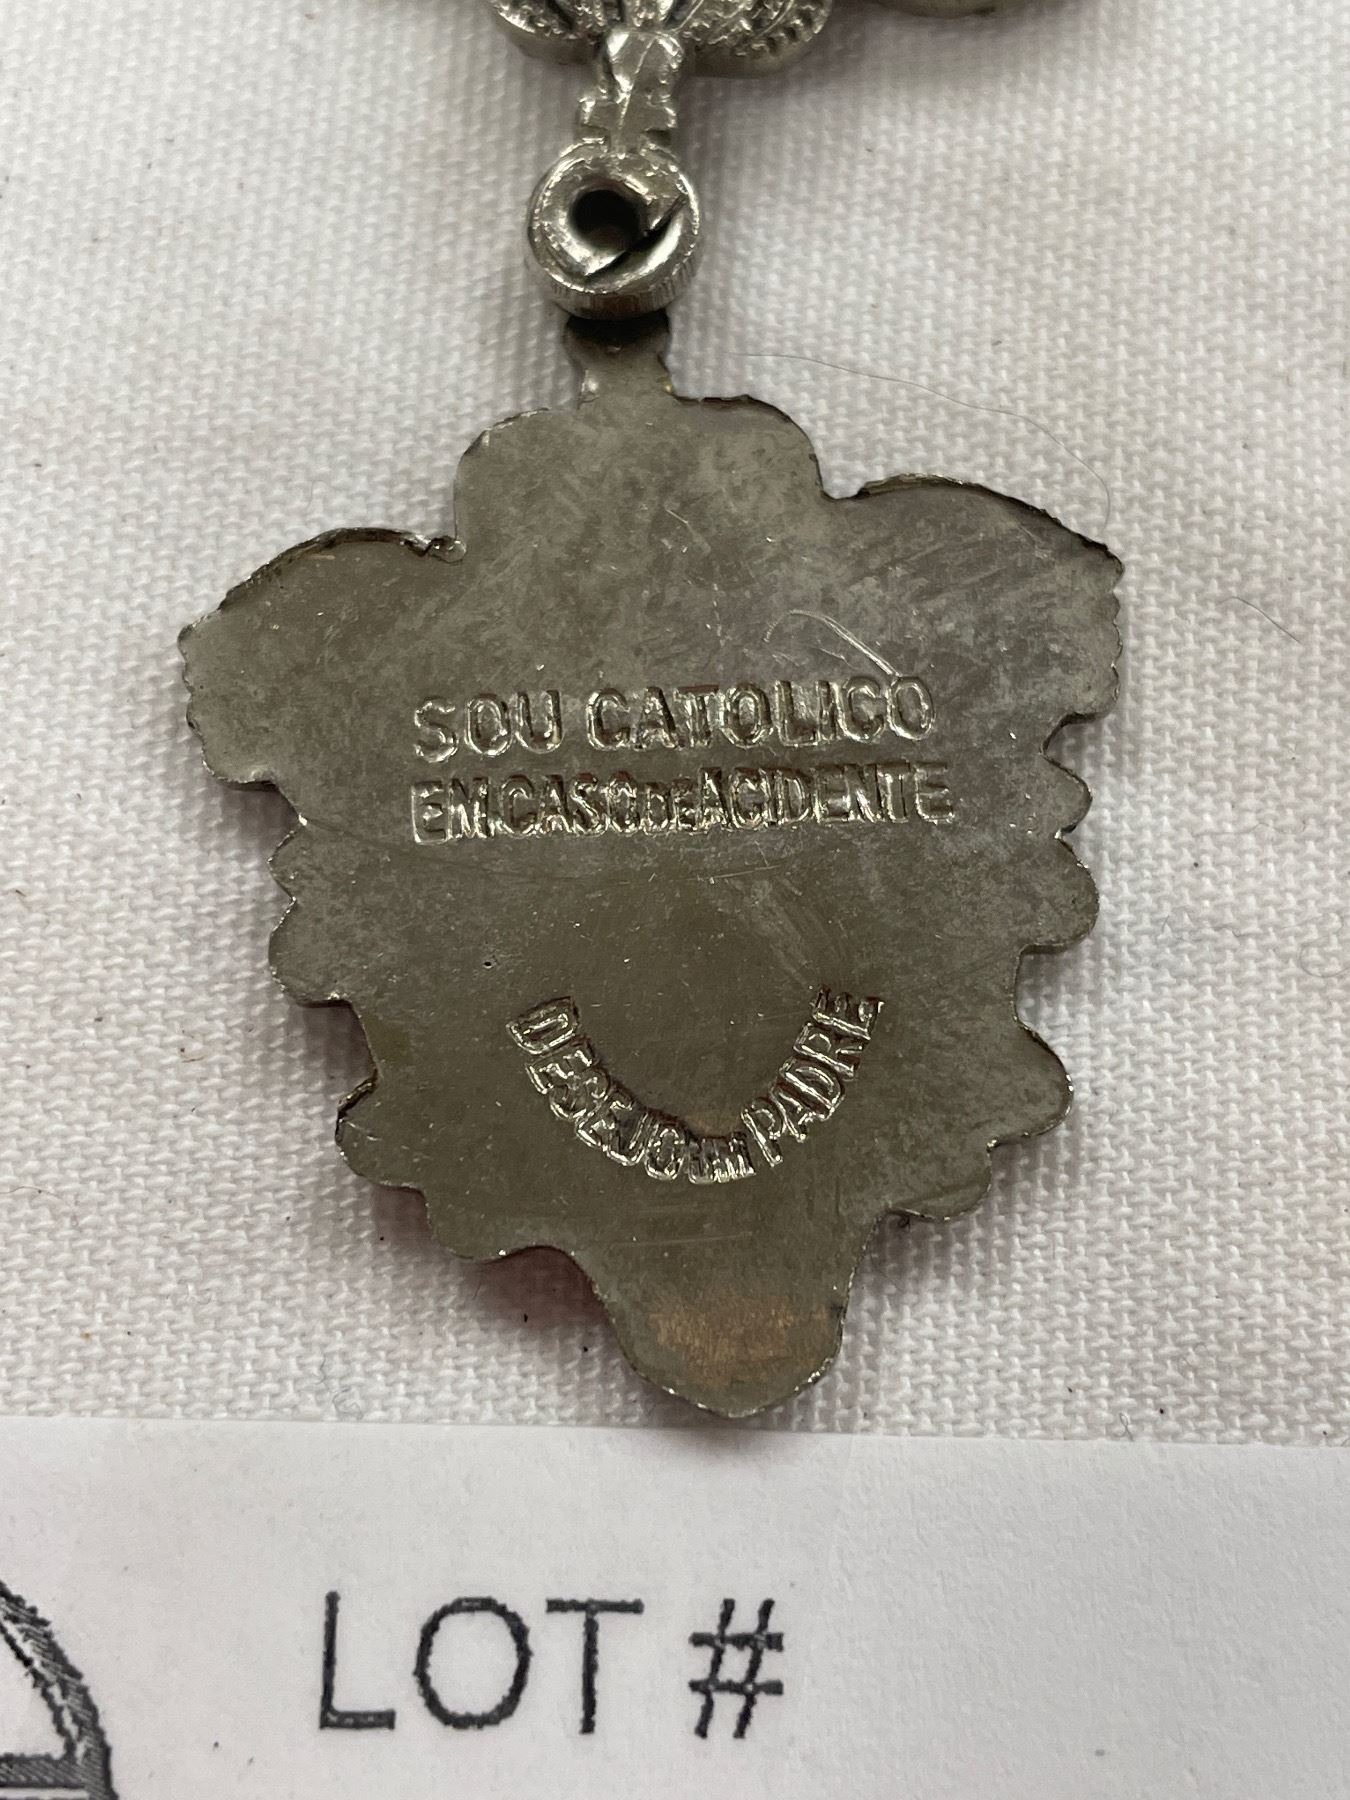 SOU CATOLICO
EM CASO DE ACIDENTE
DESEJO UM PADRE
LOT #